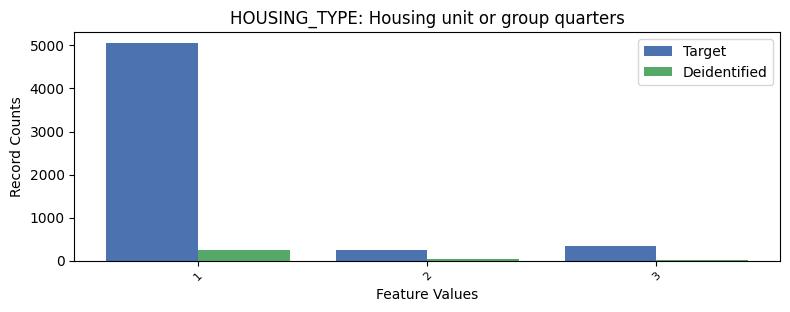 HOUSING_TYPE: Housing unit or group quarters
Target
Deidentified
Record Counts
5000
4000
3000
2000
1000
0
1
2
3
Feature Values